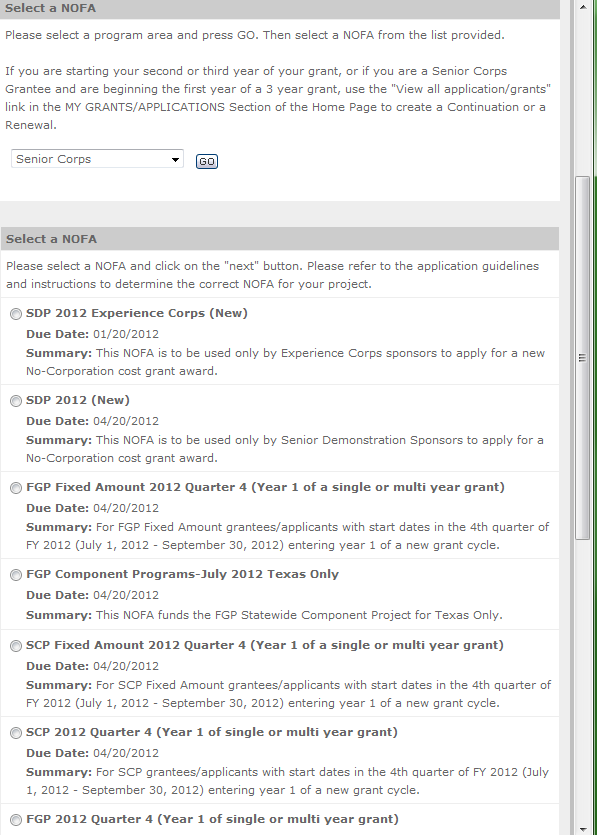 Select a NOFA
Please select a program area and press GO. Then select a NOFA from the list provided.
If you are starting your second or third year of your grant, or if you are a Senior Corps
Grantee and are beginning the first year of a 3 year grant, use the "View all application/grants"
link in the MY GRANTS/APPLICATIONS Section of the Home Page to create a Continuation or a
Renewal.
Senior Corps GO
Select a NOFA
Please select a NOFA and click on the "next" button. Please refer to the application guidelines
and instructions to determine the correct NOFA for your project.
SDP 2012 Experience Corps (New)
Due Date: 01/20/2012
Summary: This NOFA is to be used only by Experience Corps sponsors to apply for a new
No-Corporation cost grant award.
SDP 2012 (New)
Due Date: 04/20/2012
Summary: This NOFA is to be used only by Senior Demonstration Sponsors to apply for a
No-Corporation cost grant award.
FGP Fixed Amount 2012 Quarter 4 (Year 1 of a single or multi year grant)
Due Date: 04/20/2012
Summary: For FGP Fixed Amount grantees/applicants with start dates in the 4th quarter of
FY 2012 (July 1, 2012 - September 30, 2012) entering year 1 of a new grant cycle.
FGP Component Programs-July 2012 Texas Only
Due Date: 04/20/2012
Summary: This NOFA funds the FGP Statewide Component Project for Texas Only.
SCP Fixed Amount 2012 Quarter 4 (Year 1 of a single or multi year grant)
Due Date: 04/20/2012
Summary: For SCP Fixed Amount grantees/applicants with start dates in the 4th quarter of
FY 2012 (July 1, 2012 - September 30, 2012) entering year 1 of a new grant cycle.
SCP 2012 Quarter 4 (Year 1 of single or multi year grant)
Due Date: 04/20/2012
Summary: For SCP grantees/applicants with start dates in the 4th quarter of FY 2012 (July
1, 2012 - September 30, 2012) entering year 1 of a new grant cycle.
FGP 2012 Quarter 4 (Year 1 of single or multi year grant)